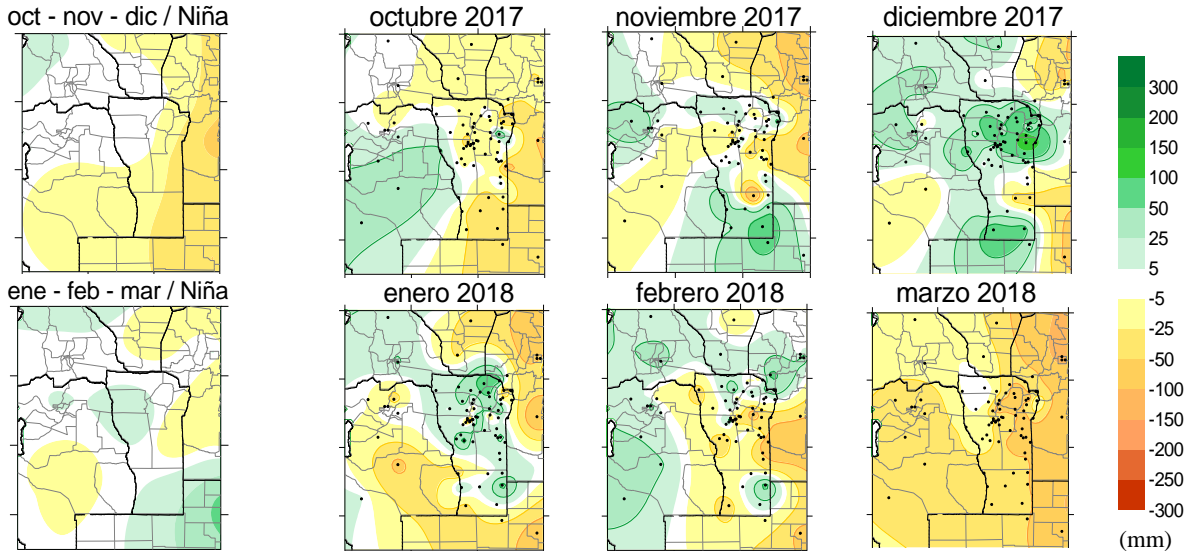 oct - nov - dic / Niña
octubre 2017
noviembre 2017
diciembre 2017
300
200
150
100
50
25
5
ene - feb - mar / Niña
enero 2018
febrero 2018
marzo 2018
-5
-25
-50
-100
-150
-200
-250
-300
(mm)